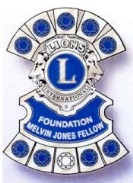 LIONS
L
INTERNATIONAL
FOUNDATION
MELVIN JONES FELLOW